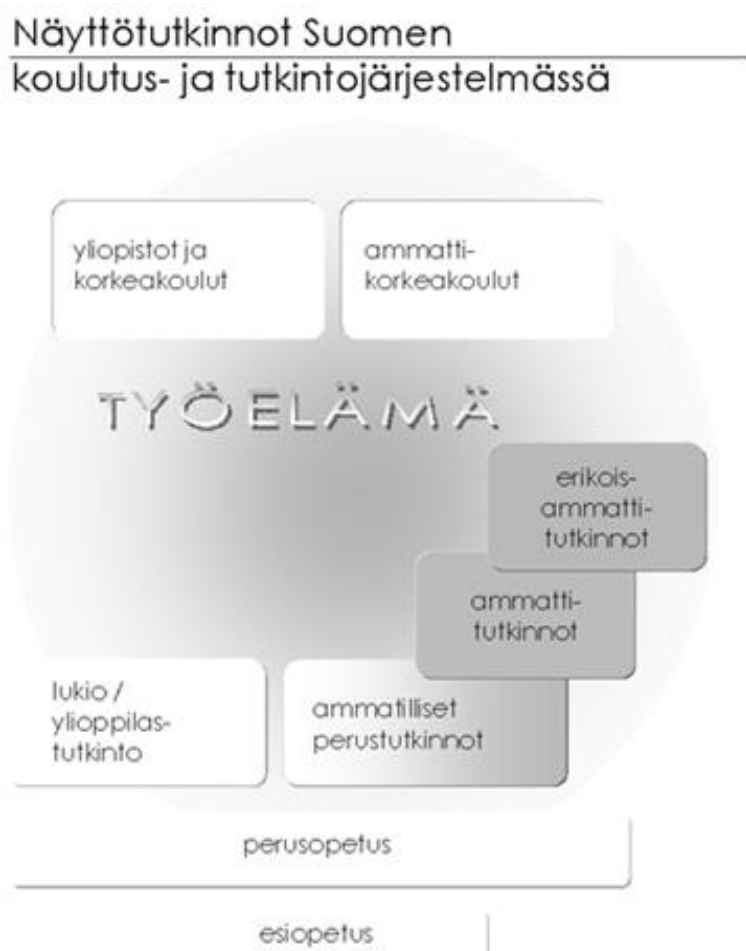 Näyttötutkinnot Suomen
koulutus- ja tutkintojärjestelmässä
yliopistot ja
korkeakoulut
ammatti-
korkeakoulut
TYÖELÄMÄ
erikois-
ammatti-
tutkinnot
ammatti-
tutkinnot
lukio /
ylioppilas-
tutkinto
ammatilliset
perustutkinnot
perusopetus
esiopetus